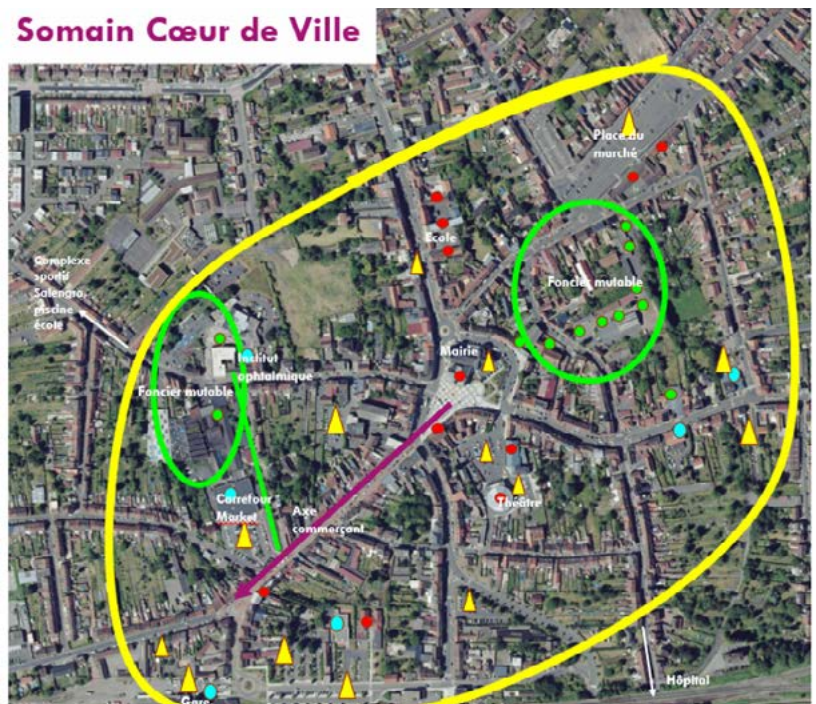 Somain Cœur de Ville
Place du
marché
Ecole
Complexe
sportif
Salengro,
piscine
école
Foncier mutable
Mairie
Institut
ophtalmique
Foncier mutable
Carrefour
Market
Axe
commerçant
Théâtre
Hôpital
Gare